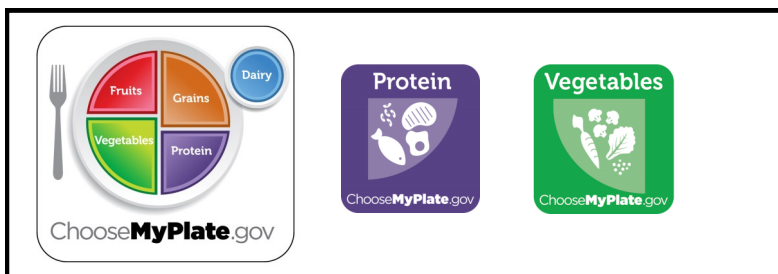 Fruits
Grains
Dairy
Vegetables
Protein
ChooseMyPlate.gov
Protein
ChooseMyPlate.gov
Vegetables
ChooseMyPlate.gov